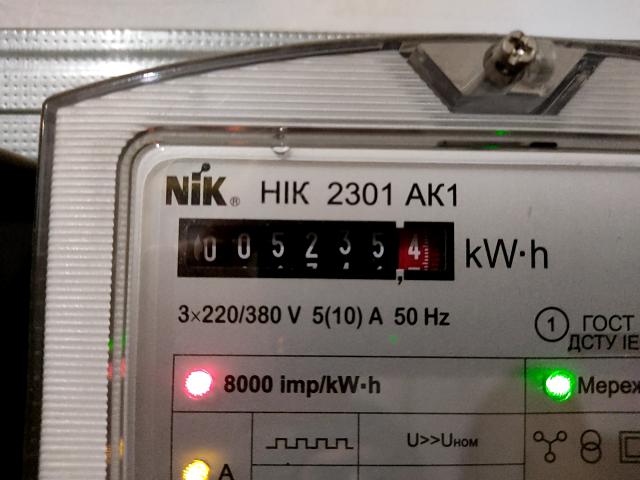 NiK® НІК 2301 АК1
0052354 kW·h
3×220/380 V 5(10) A 50 Hz
1 ГОСТ
ДСТУ ІЕ
8000 imp/kW·h
Мереж
U>>Uном
A